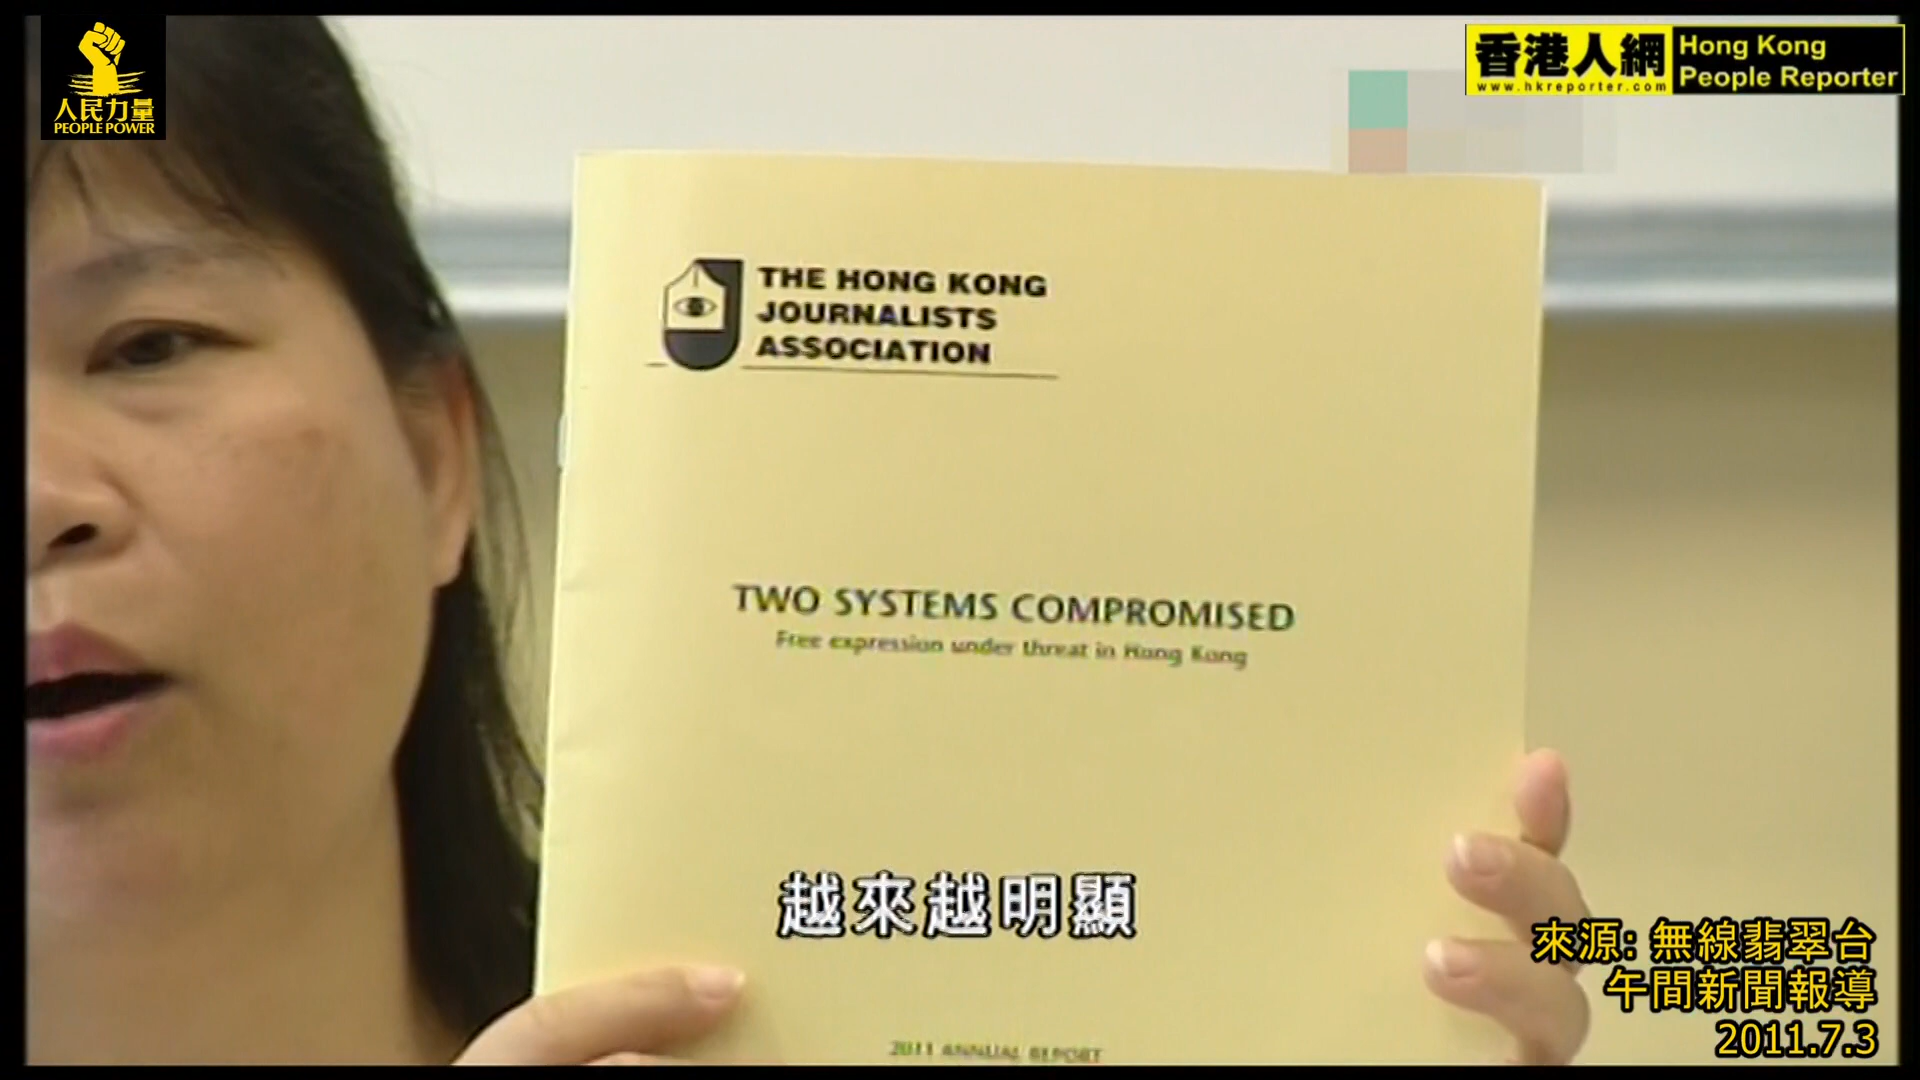 人民力量
PEOPLE POWER
香港人網
www.hkreporter.com
Hong Kong
People Reporter
THE HONG KONG
JOURNALISTS
ASSOCIATION
TWO SYSTEMS COMPROMISED
Free expression under threat in Hong Kong
越來越明顯
2011 ANNUAL REPORT
來源: 無線翡翠台
午間新聞報導
2011.7.3